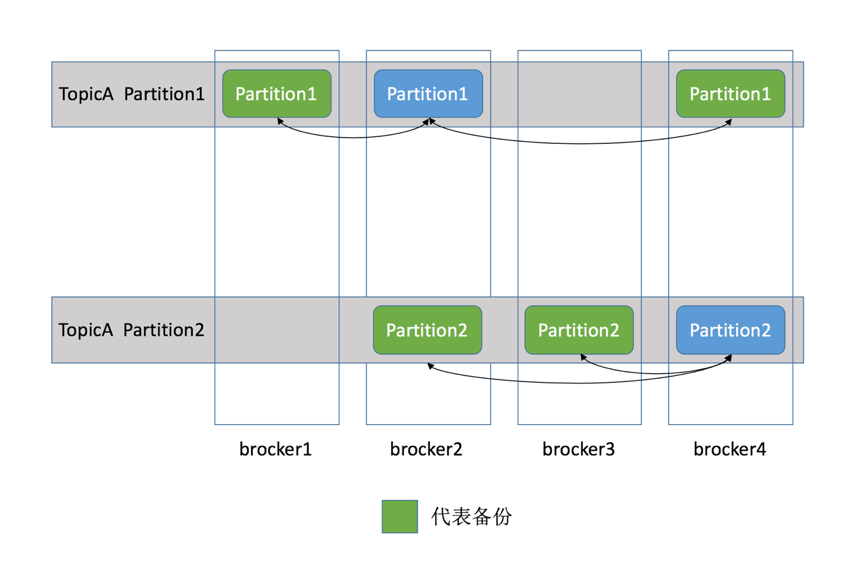 TopicA Partition1 Partition1 Partition1 Partition1
TopicA Partition2 Partition2 Partition2 Partition2
brocker1 brocker2 brocker3 brocker4
代表备份